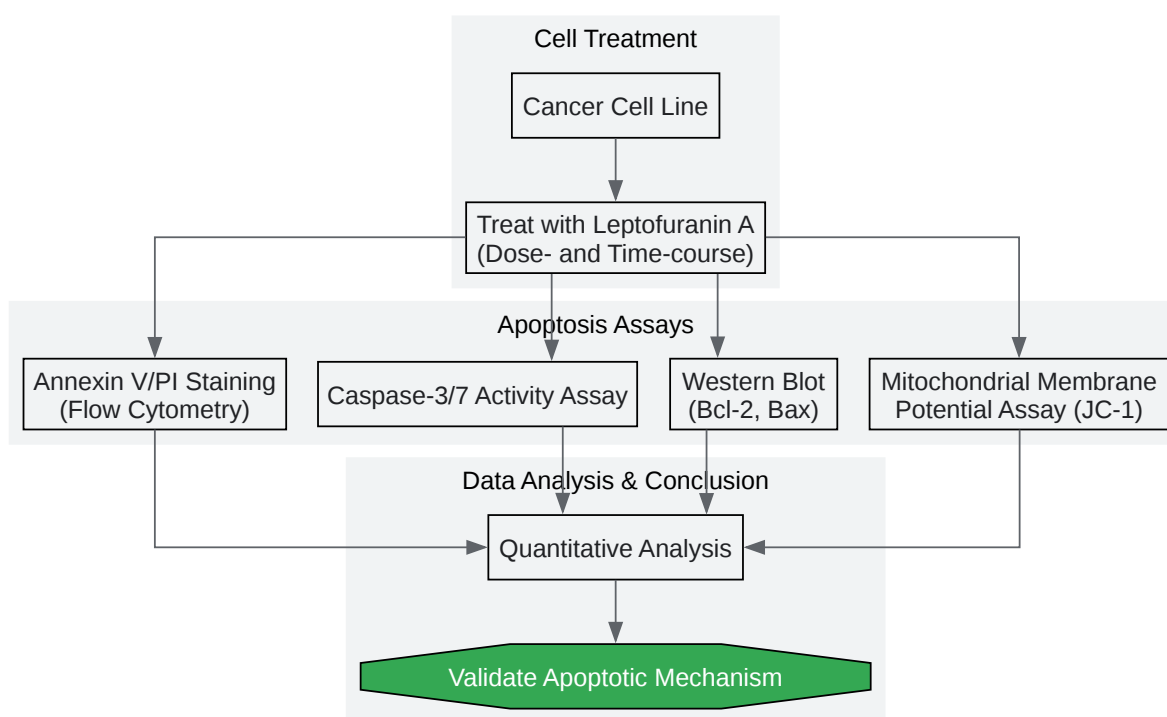 Cell Treatment
Cancer Cell Line
Treat with Leptofuranin A
(Dose- and Time-course)
Apoptosis Assays
Annexin V/PI Staining
(Flow Cytometry)
Caspase-3/7 Activity Assay
Western Blot
(Bcl-2, Bax)
Mitochondrial Membrane
Potential Assay (JC-1)
Data Analysis & Conclusion
Quantitative Analysis
Validate Apoptotic Mechanism